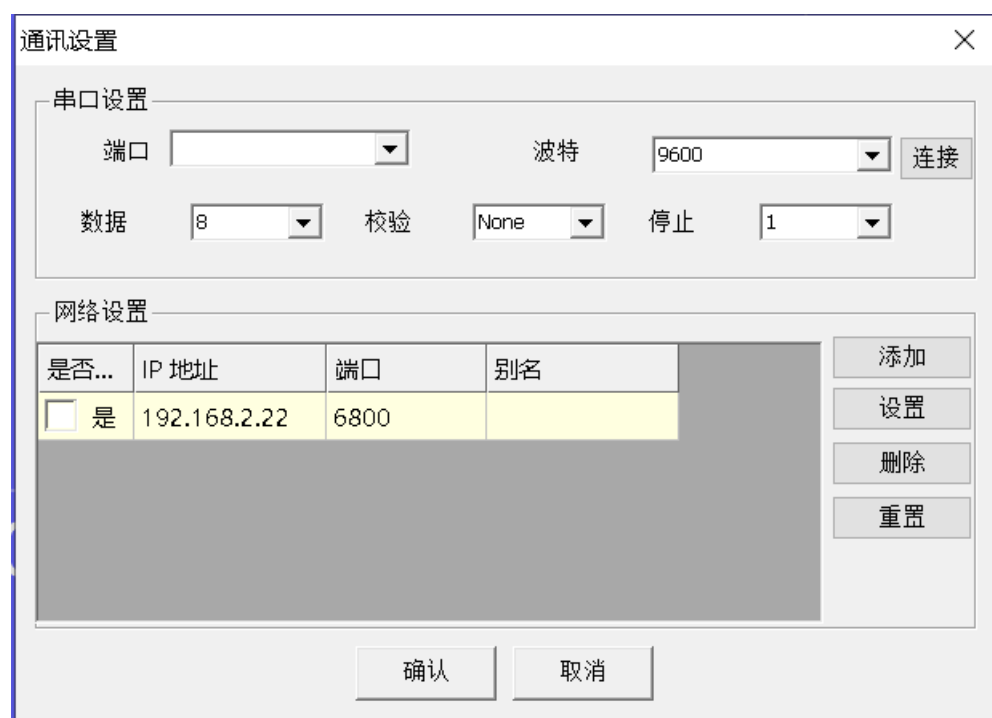 通讯设置
串口设置
端口 波特 9600 连接
数据 8 校验 None 停止 1
网络设置
是否... IP 地址 端口 别名
是 192.168.2.22 6800
添加
设置
删除
重置
确认 取消